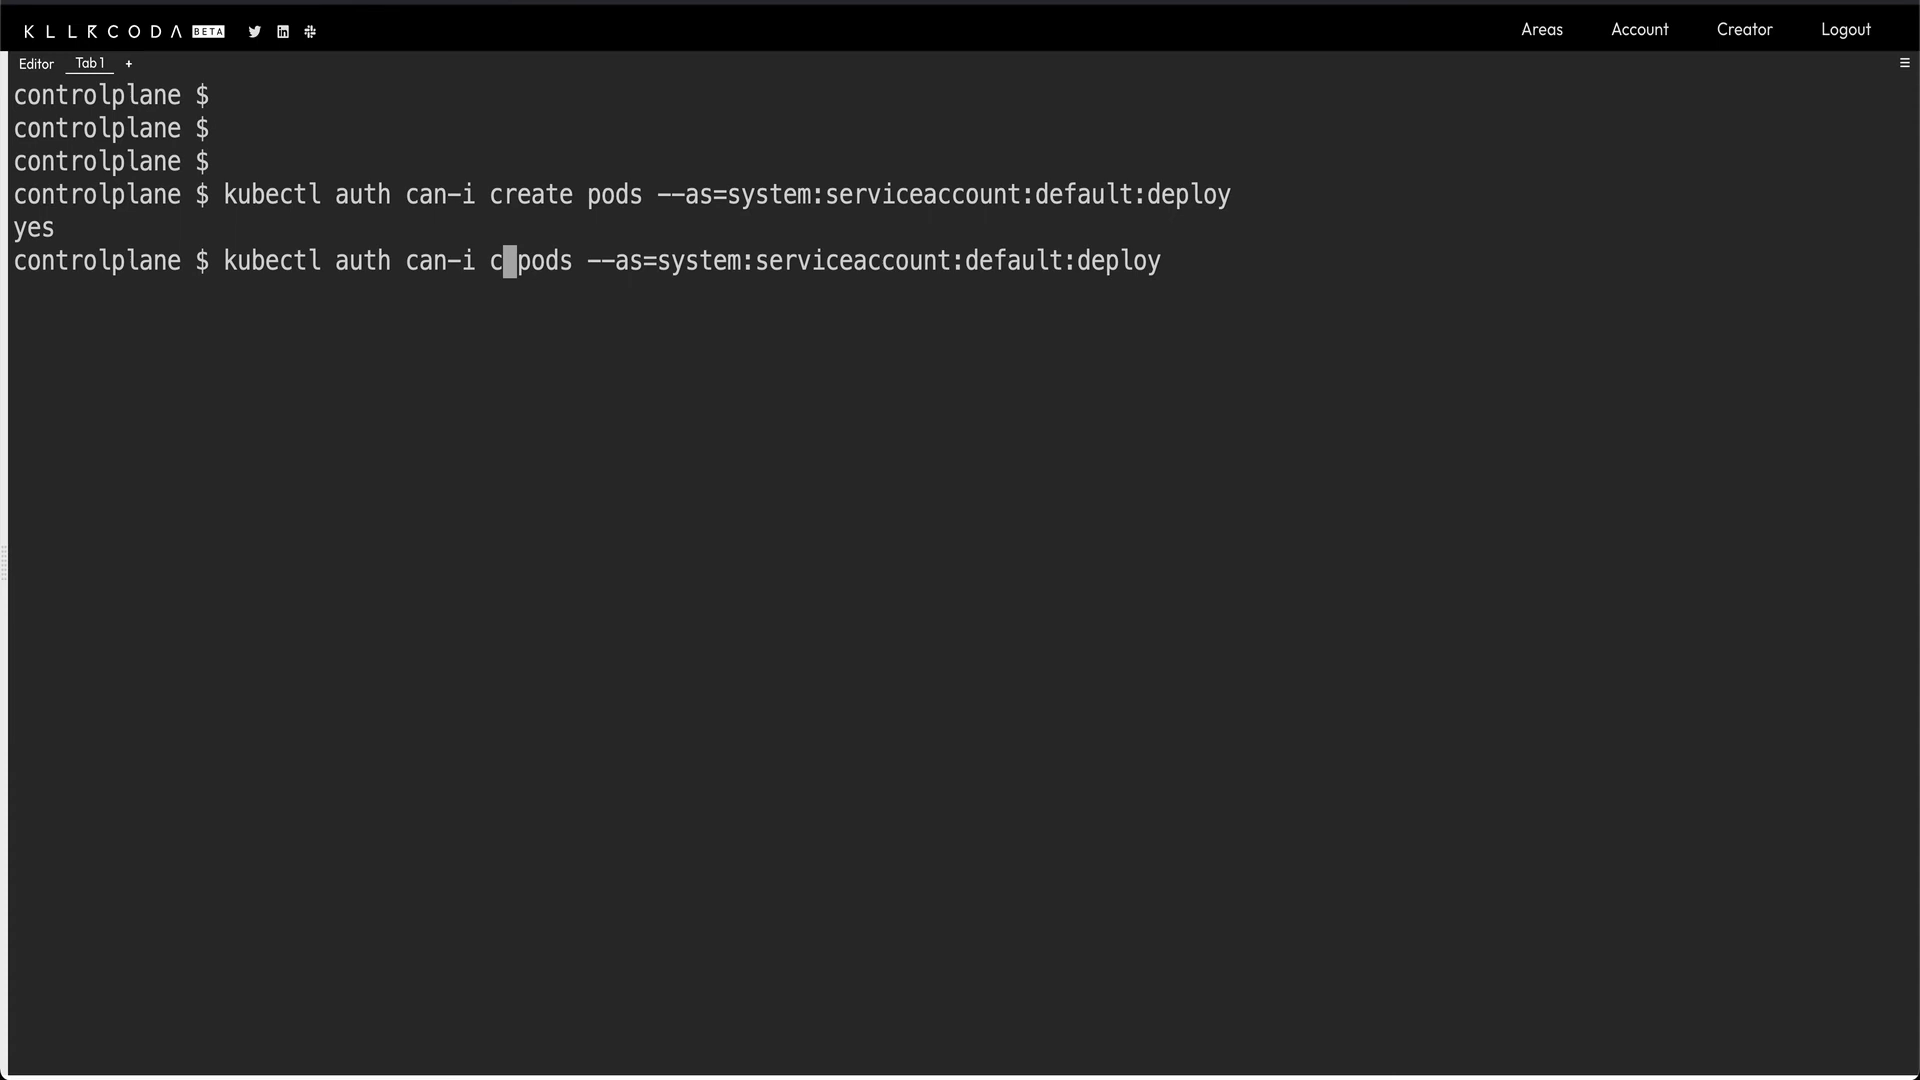 KILLERCODA BETA
Areas Account Creator Logout
Editor Tab 1 +
controlplane $
controlplane $
controlplane $
controlplane $ kubectl auth can-i create pods --as=system:serviceaccount:default:deploy
yes
controlplane $ kubectl auth can-i c pods --as=system:serviceaccount:default:deploy